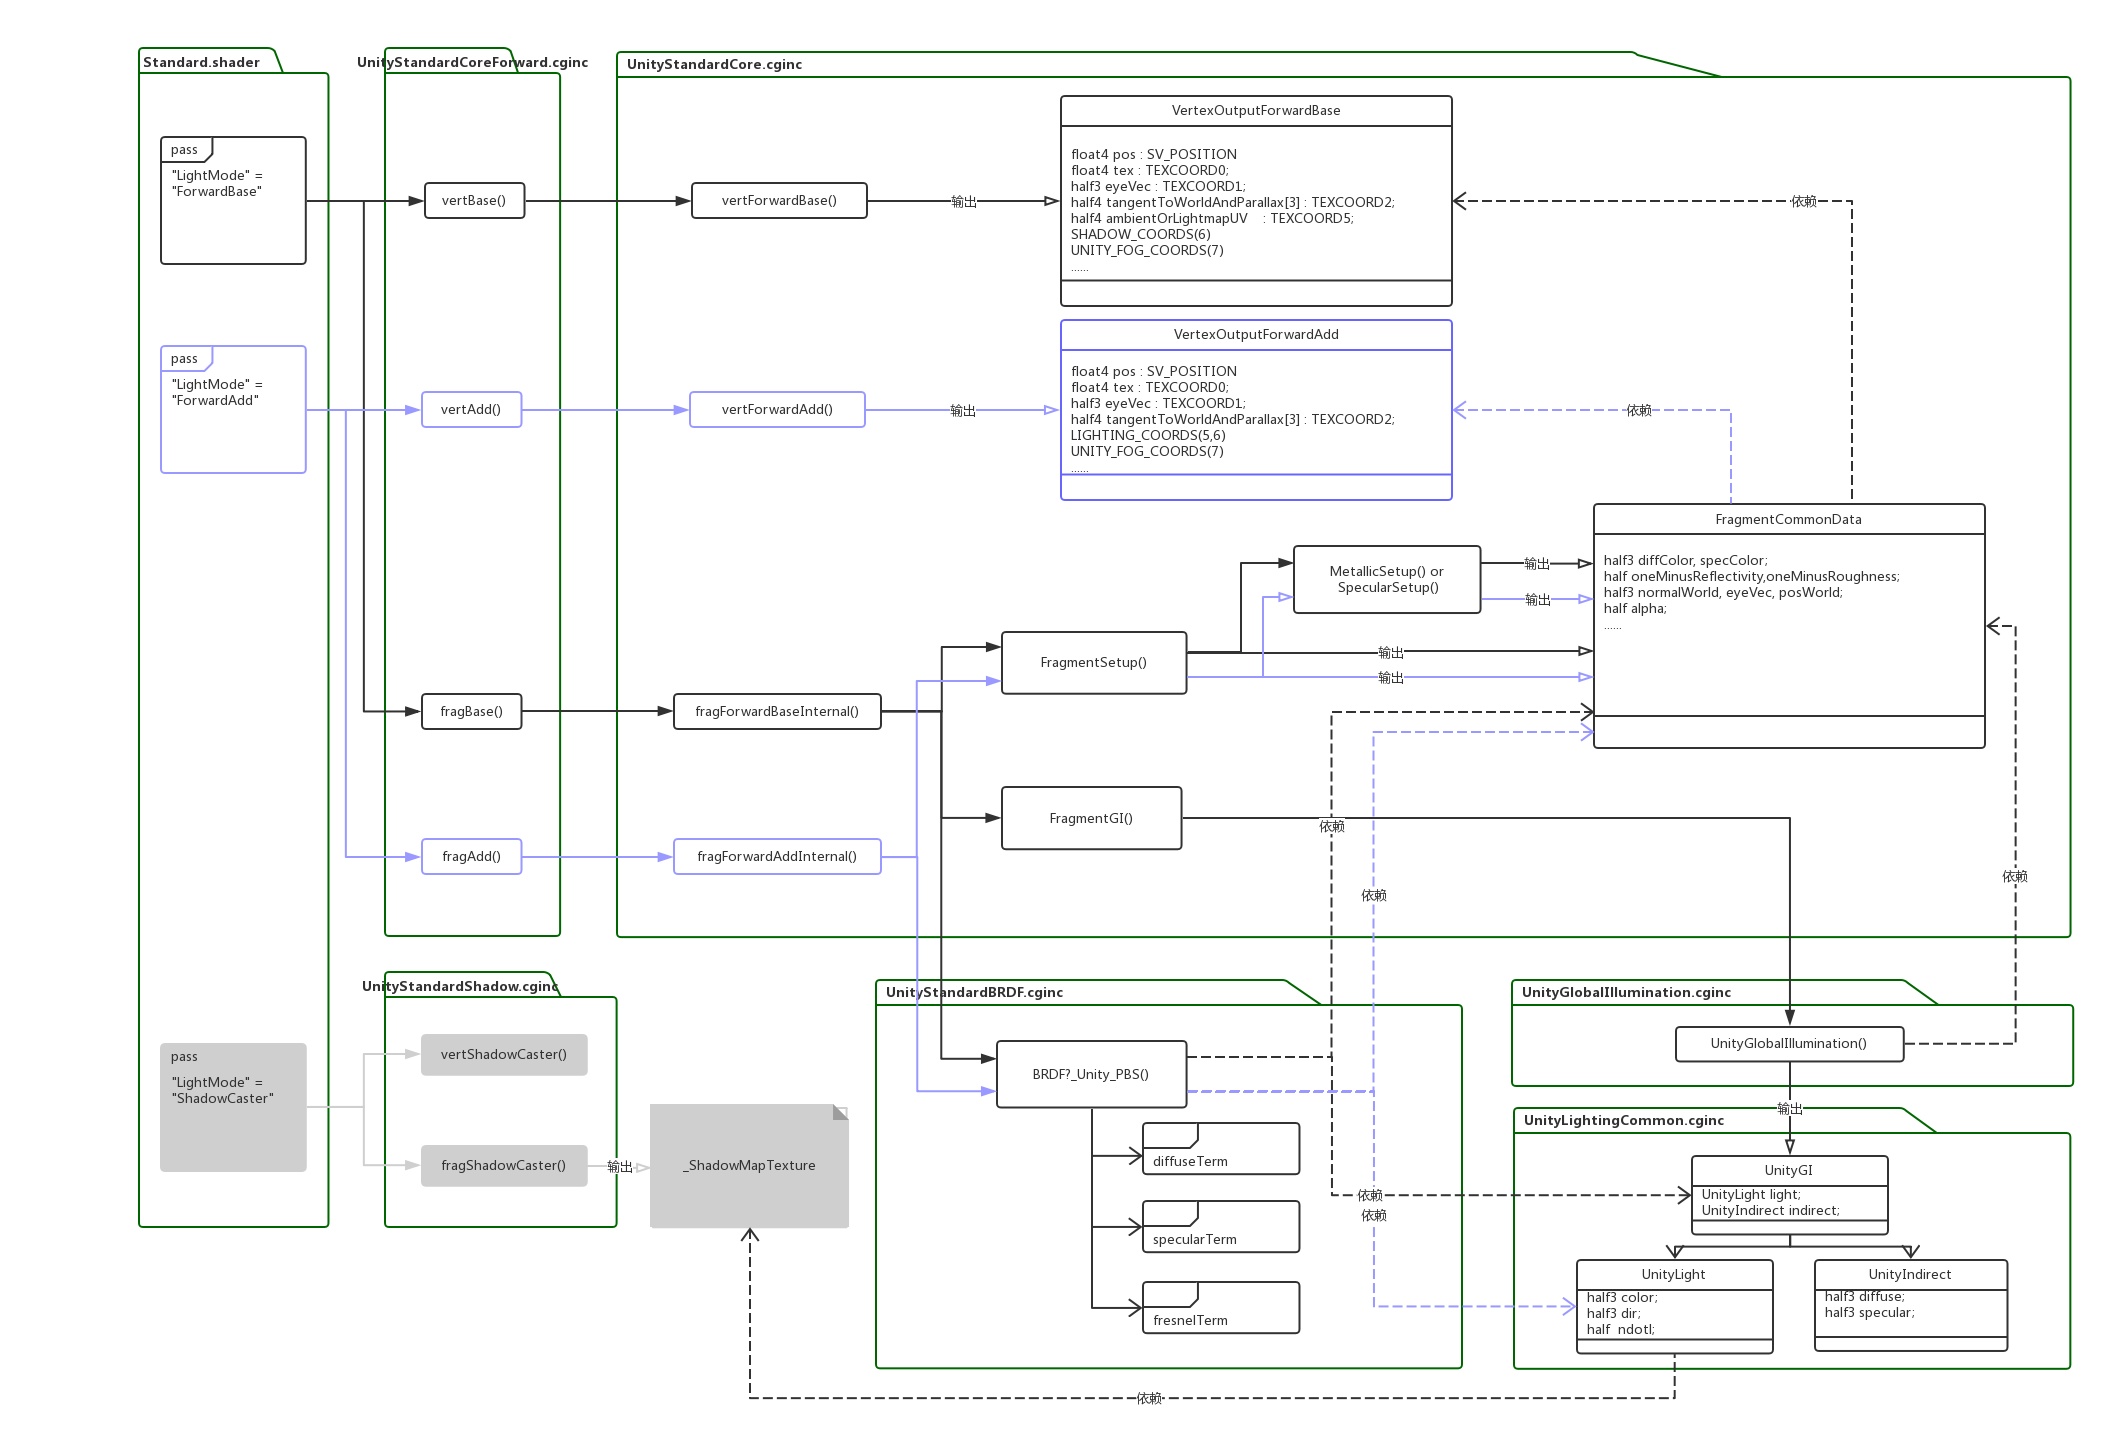 Standard.shader
UnityStandardCoreForward.cginc
UnityStandardCore.cginc
pass
"LightMode" =
"ForwardBase"
vertBase()
vertForwardBase()
输出
VertexOutputForwardBase
float4 pos : SV_POSITION
float4 tex : TEXCOORD0;
half3 eyeVec : TEXCOORD1;
half4 tangentToWorldAndParallax[3] : TEXCOORD2;
half4 ambientOrLightmapUV    : TEXCOORD5;
SHADOW_COORDS(6)
UNITY_FOG_COORDS(7)
......
依赖
pass
"LightMode" =
"ForwardAdd"
vertAdd()
vertForwardAdd()
输出
VertexOutputForwardAdd
float4 pos : SV_POSITION
float4 tex : TEXCOORD0;
half3 eyeVec : TEXCOORD1;
half4 tangentToWorldAndParallax[3] : TEXCOORD2;
LIGHTING_COORDS(5,6)
UNITY_FOG_COORDS(7)
......
依赖
FragmentCommonData
half3 diffColor, specColor;
half oneMinusReflectivity,oneMinusRoughness;
half3 normalWorld, eyeVec, posWorld;
half alpha;
......
MetallicSetup() or
SpecularSetup()
输出
输出
FragmentSetup()
输出
输出
fragBase()
fragForwardBaseInternal()
FragmentGI()
依赖
fragAdd()
fragForwardAddInternal()
依赖
依赖
UnityStandardShadow.cginc
UnityStandardBRDF.cginc
UnityGlobalIllumination.cginc
pass
"LightMode" =
"ShadowCaster"
vertShadowCaster()
fragShadowCaster()
输出
_ShadowMapTexture
BRDF?_Unity_PBS()
diffuseTerm
specularTerm
fresnelTerm
UnityGlobalIllumination()
输出
UnityLightingCommon.cginc
UnityGI
UnityLight light;
UnityIndirect indirect;
依赖
依赖
UnityLight
half3 color;
half3 dir;
half  ndotl;
UnityIndirect
half3 diffuse;
half3 specular;
依赖